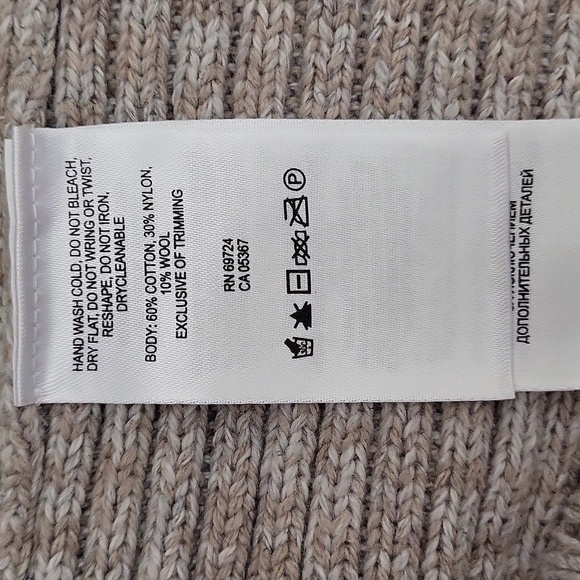 HAND WASH COLD, DO NOT BLEACH,
DRY FLAT, DO NOT WRING OR TWIST,
RESHAPE, DO NOT IRON,
DRYCLEANABLE
BODY: 60% COTTON, 30% NYLON,
10% WOOL
EXCLUSIVE OF TRIMMING
RN 69724
CA 05367
P
ДОПОЛНИТЕЛЬНЫХ ДЕТАЛЕЙ